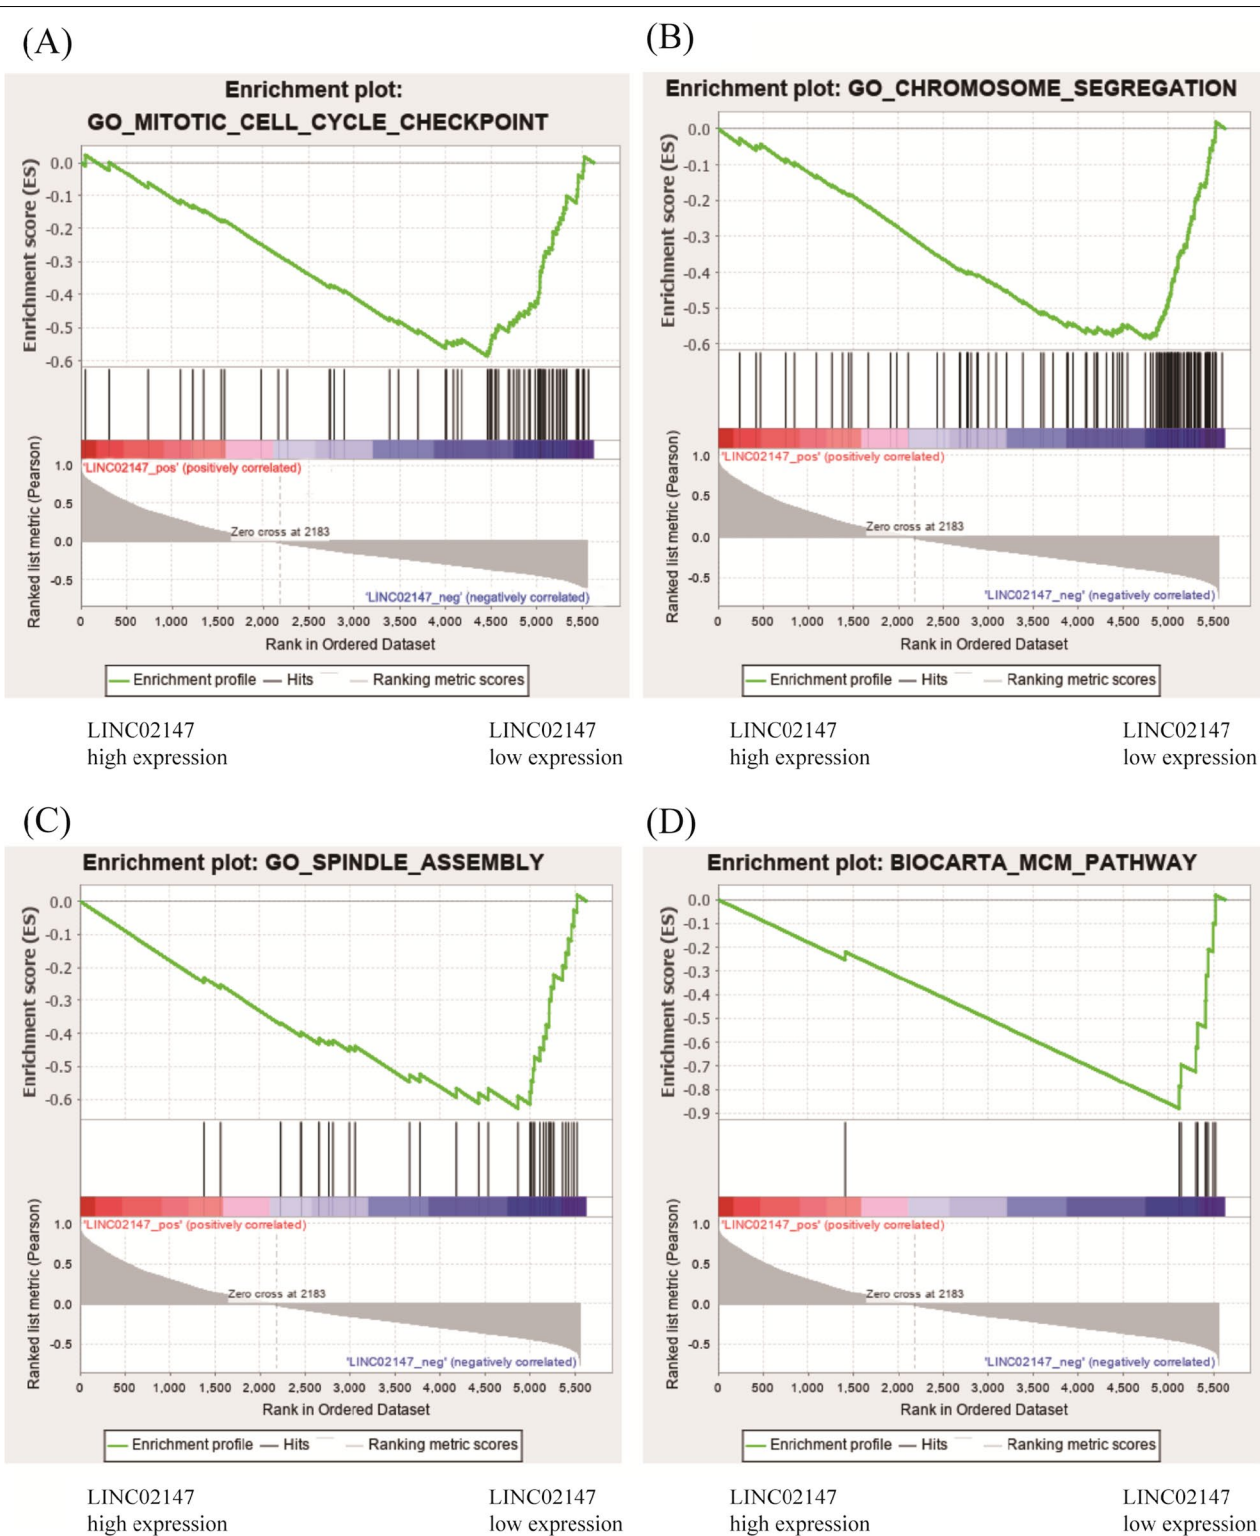 (A)
Enrichment plot:
GO_MITOTIC_CELL_CYCLE_CHECKPOINT
Enrichment score (ES)
0.0
-0.1
-0.2
-0.3
-0.4
-0.5
-0.6
Ranked list metric (Pearson)
1.0
0.5
0.0
-0.5
'LINC02147_pos' (positively correlated)
Zero cross at 2183
'LINC02147_neg' (negatively correlated)
0 500 1,000 1,500 2,000 2,500 3,000 3,500 4,000 4,500 5,000 5,500
Rank in Ordered Dataset
Enrichment profile Hits Ranking metric scores
LINC02147 LINC02147
high expression low expression
(B)
Enrichment plot: GO_CHROMOSOME_SEGREGATION
Enrichment score (ES)
0.0
-0.1
-0.2
-0.3
-0.4
-0.5
-0.6
Ranked list metric (Pearson)
1.0
0.5
0.0
-0.5
'LINC02147_pos' (positively correlated)
Zero cross at 2183
'LINC02147_neg' (negatively correlated)
0 500 1,000 1,500 2,000 2,500 3,000 3,500 4,000 4,500 5,000 5,500
Rank in Ordered Dataset
Enrichment profile Hits Ranking metric scores
LINC02147 LINC02147
high expression low expression
(C)
Enrichment plot: GO_SPINDLE_ASSEMBLY
Enrichment score (ES)
0.0
-0.1
-0.2
-0.3
-0.4
-0.5
-0.6
Ranked list metric (Pearson)
1.0
0.5
0.0
-0.5
'LINC02147_pos' (positively correlated)
Zero cross at 2183
'LINC02147_neg' (negatively correlated)
0 500 1,000 1,500 2,000 2,500 3,000 3,500 4,000 4,500 5,000 5,500
Rank in Ordered Dataset
Enrichment profile Hits Ranking metric scores
LINC02147 LINC02147
high expression low expression
(D)
Enrichment plot: BIOCARTA_MCM_PATHWAY
Enrichment score (ES)
0.0
-0.1
-0.2
-0.3
-0.4
-0.5
-0.6
-0.7
-0.8
-0.9
Ranked list metric (Pearson)
1.0
0.5
0.0
-0.5
'LINC02147_pos' (positively correlated)
Zero cross at 2183
'LINC02147_neg' (negatively correlated)
0 500 1,000 1,500 2,000 2,500 3,000 3,500 4,000 4,500 5,000 5,500
Rank in Ordered Dataset
Enrichment profile Hits Ranking metric scores
LINC02147 LINC02147
high expression low expression